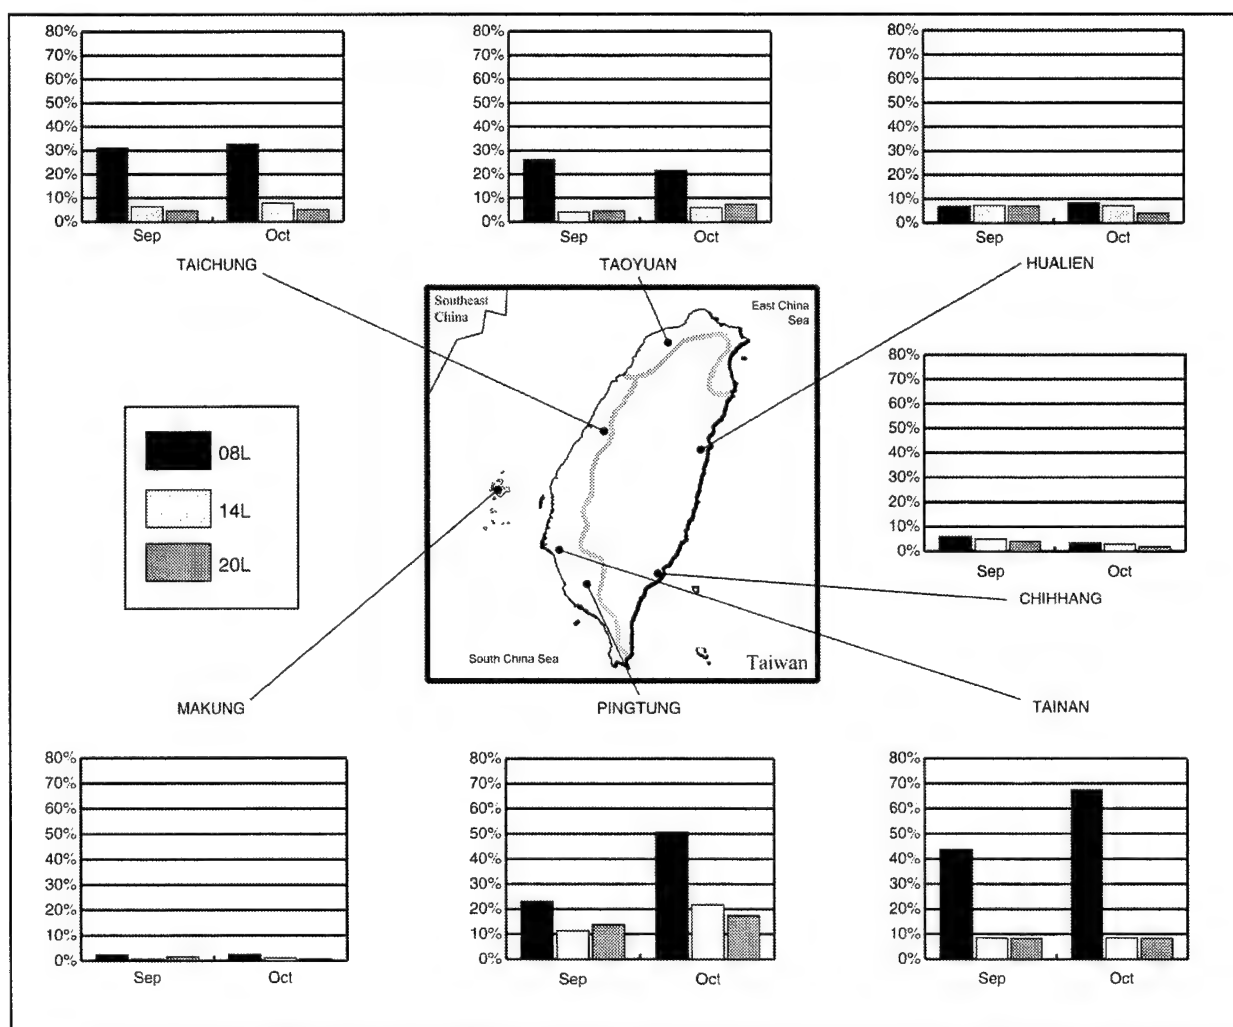 80%
70%
60%
50%
40%
30%
20%
10%
0%
Sep Oct
TAICHUNG
80%
70%
60%
50%
40%
30%
20%
10%
0%
Sep Oct
TAOYUAN
80%
70%
60%
50%
40%
30%
20%
10%
0%
Sep Oct
HUALIEN
Southeast
China
East China
Sea
South China Sea
Taiwan
08L
14L
20L
80%
70%
60%
50%
40%
30%
20%
10%
0%
Sep Oct
CHIHHANG
MAKUNG
80%
70%
60%
50%
40%
30%
20%
10%
0%
Sep Oct
PINGTUNG
80%
70%
60%
50%
40%
30%
20%
10%
0%
Sep Oct
TAINAN
80%
70%
60%
50%
40%
30%
20%
10%
0%
Sep Oct